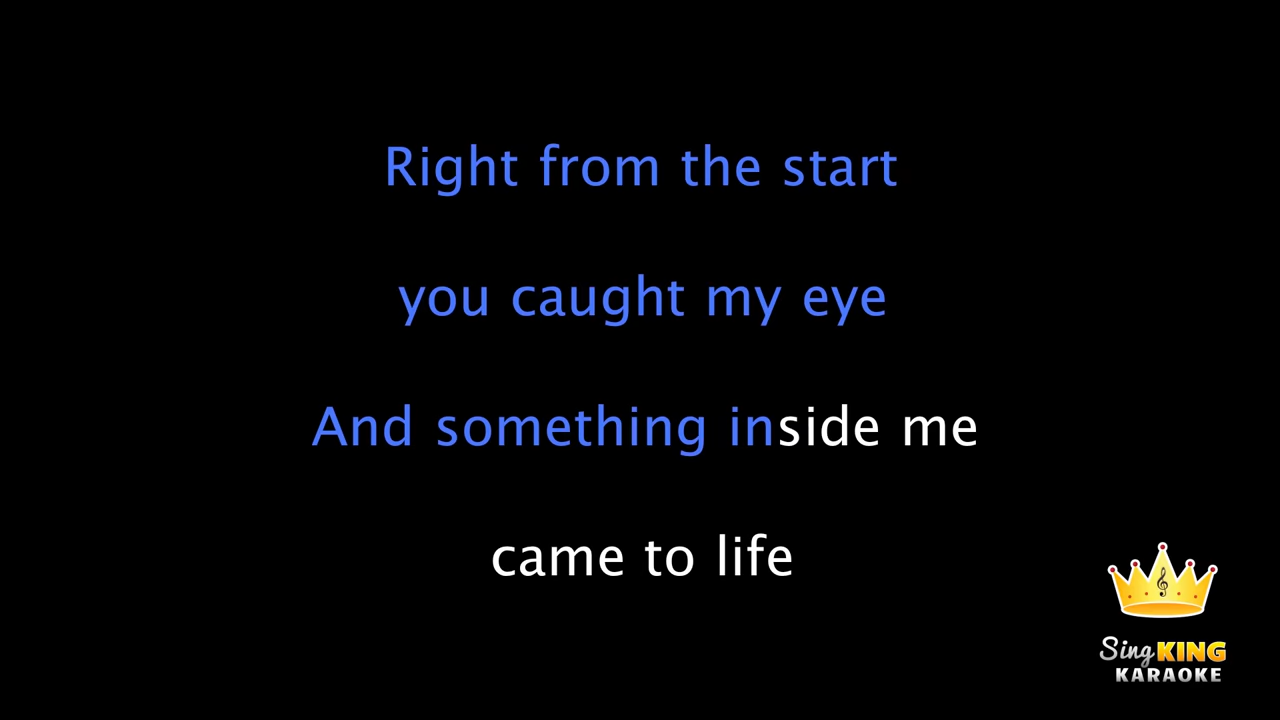 Right from the start
you caught my eye
And something inside me
came to life
Sing KING
KARAOKE